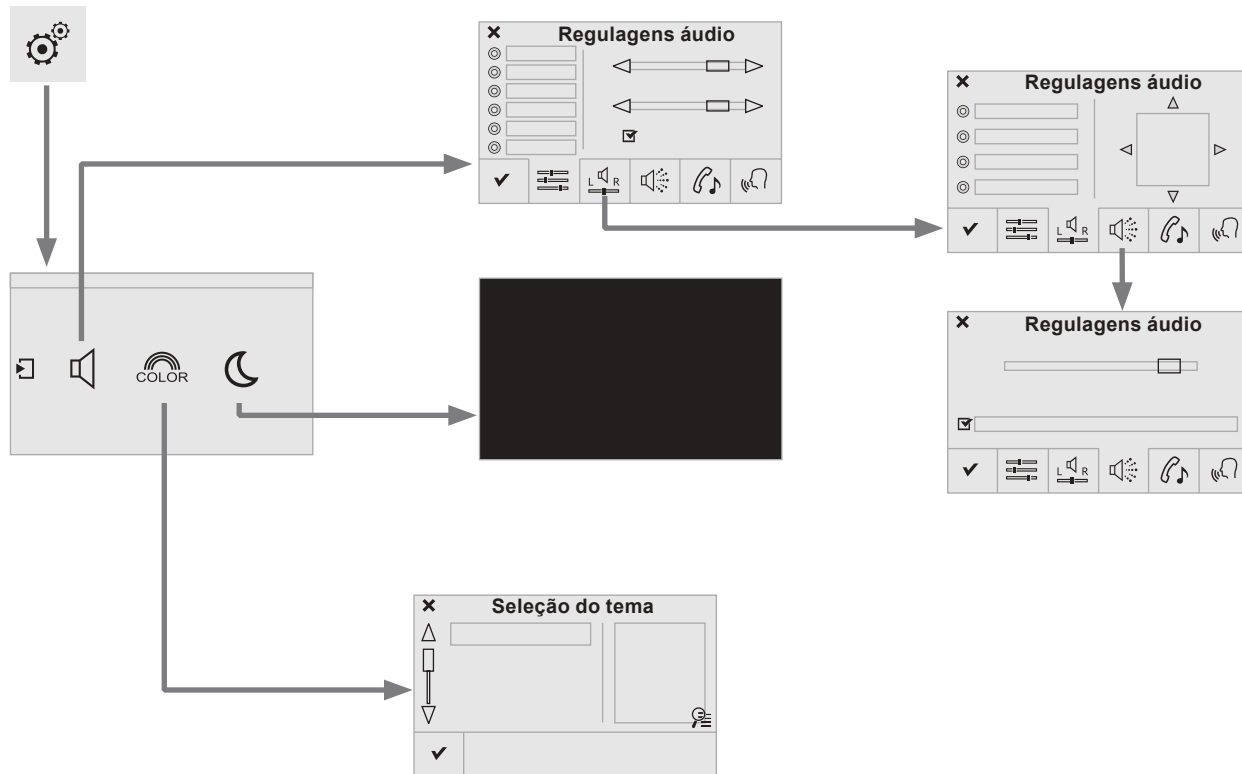 Regulagens áudio
L R
Regulagens áudio
L R
COLOR
Regulagens áudio
L R
Seleção do tema